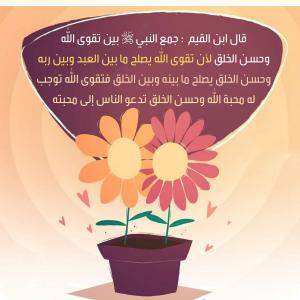 قال ابن القيم : جمع النبي ﷺ بين تقوى الله
وحسن الخلق لأن تقوى الله يصلح ما بين العبد وبين ربه
وحسن الخلق يصلح ما بينه وبين الخلق فتقوى الله توجب
له محبة الله وحسن الخلق تدعو الناس إلى محبته